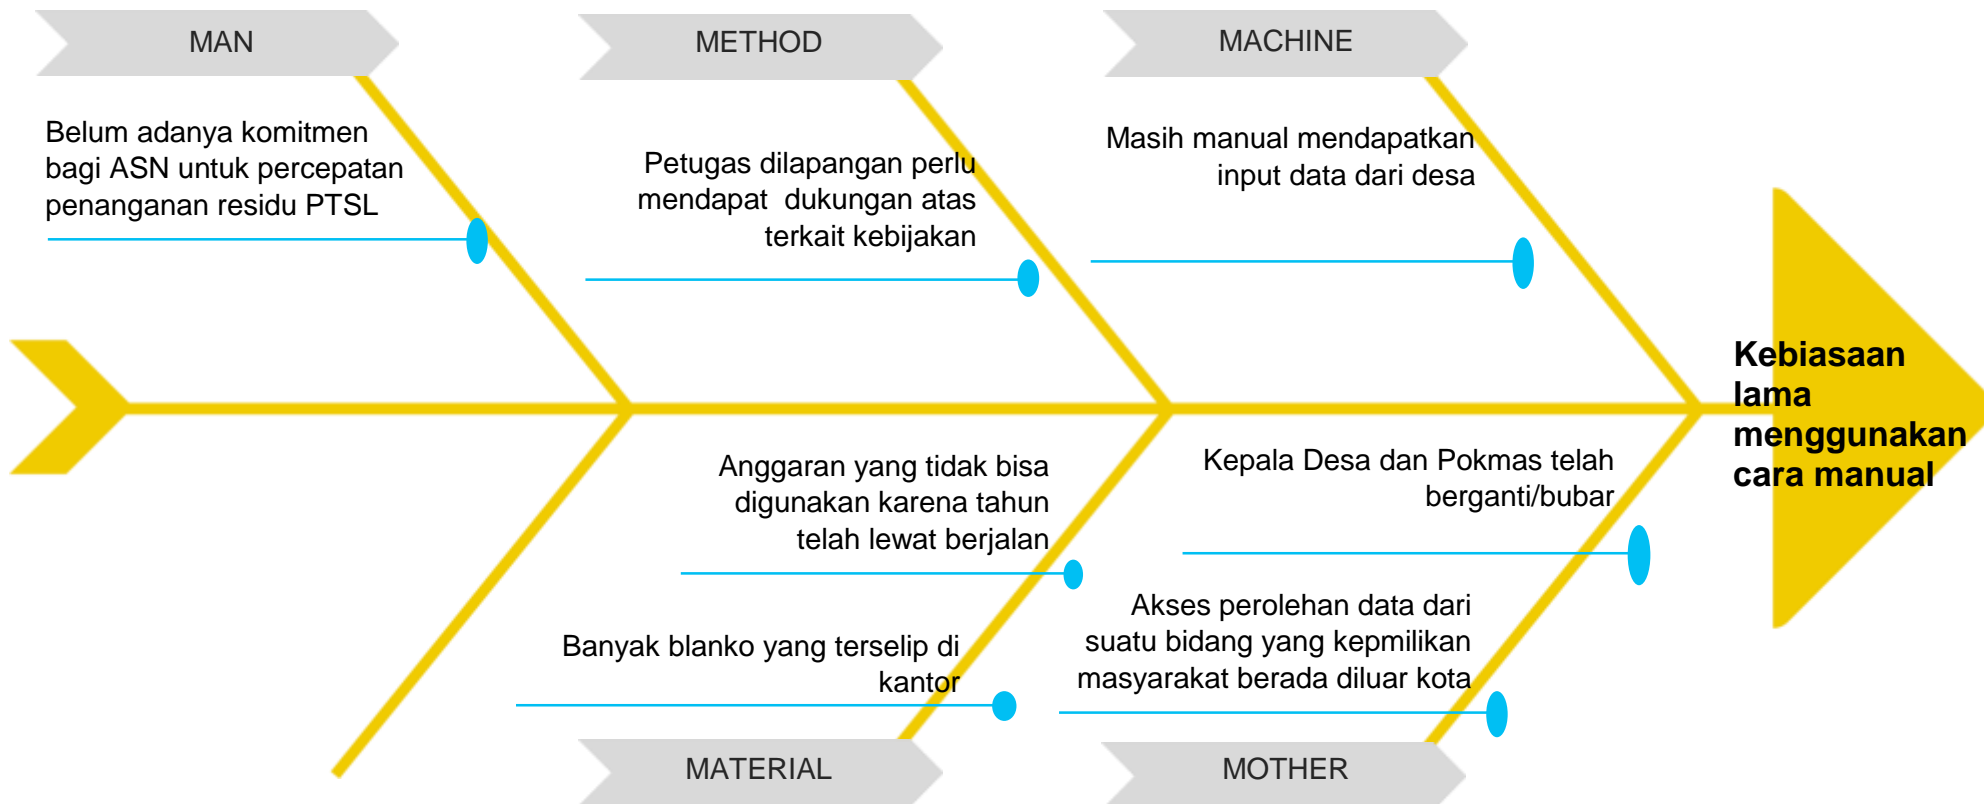 MAN
METHOD
MACHINE
Belum adanya komitmen
bagi ASN untuk percepatan
penanganan residu PTSL
Petugas dilapangan perlu
mendapat  dukungan atas
terkait kebijakan
Masih manual mendapatkan
input data dari desa
Kebiasaan
lama
menggunakan
cara manual
Anggaran yang tidak bisa
digunakan karena tahun
telah lewat berjalan
Kepala Desa dan Pokmas telah
berganti/bubar
Banyak blanko yang terselip di
kantor
Akses perolehan data dari
suatu bidang yang kepmilikan
masyarakat berada diluar kota
MATERIAL
MOTHER